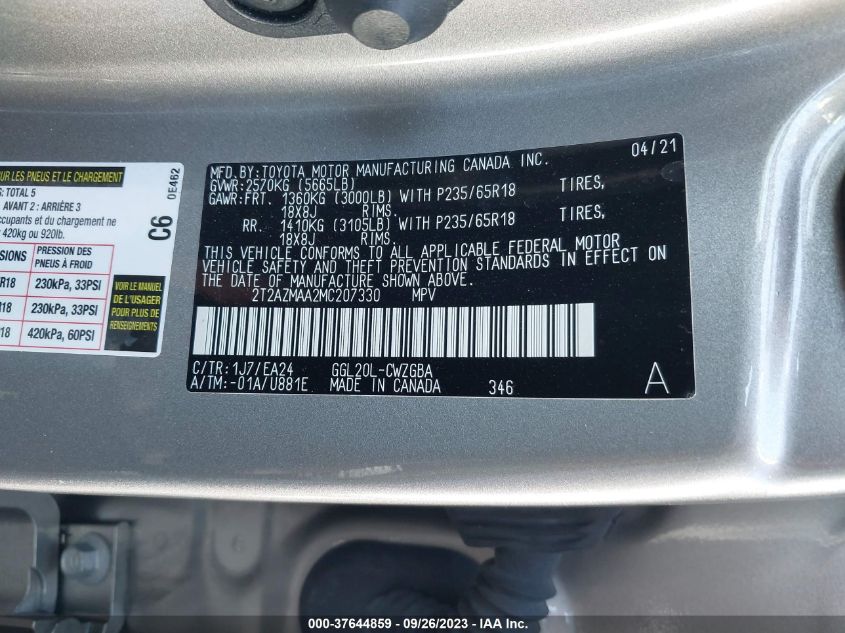 SUR LES PNEUS ET LE CHARGEMENT
TOTAL 5
AVANT 2 : ARRIÈRE 3
occupants et du chargement ne
420kg ou 920lb.
PRESSION DES
PNEUS À FROID
R18 230kPa, 33PSI
R18 230kPa, 33PSI
420kPa, 60PSI
VOIR LE MANUEL
DE L'USAGER
POUR PLUS DE
RENSEIGNEMENTS
C6
0E462
MFD. BY: TOYOTA MOTOR MANUFACTURING CANADA INC. 04/21
GVWR: 2570KG (5665LB)
GAWR: FRT. 1360KG (3000LB) WITH P235/65R18 TIRES,
18X8J RIMS.
RR. 1410KG (3105LB) WITH P235/65R18 TIRES,
18X8J RIMS.
THIS VEHICLE CONFORMS TO ALL APPLICABLE FEDERAL MOTOR
VEHICLE SAFETY AND THEFT PREVENTION STANDARDS IN EFFECT ON
THE DATE OF MANUFACTURE SHOWN ABOVE.
2T2AZMAA2MC207330 MPV
C/TR: 1J7/EA24 GGL20L-CWZGBA
A/TM: -01A/U881E MADE IN CANADA 346 A
000-37644859 - 09/26/2023 - IAA Inc.